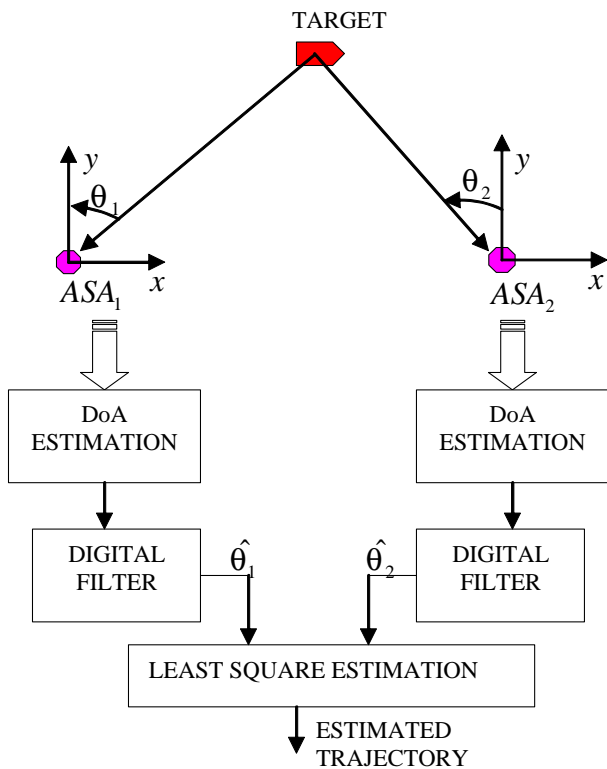 TARGET
y
θ1
x
ASA1
y
θ2
x
ASA2
DoA
ESTIMATION
DoA
ESTIMATION
DIGITAL
FILTER
θ̂1
θ̂2
DIGITAL
FILTER
LEAST SQUARE ESTIMATION
ESTIMATED
TRAJECTORY